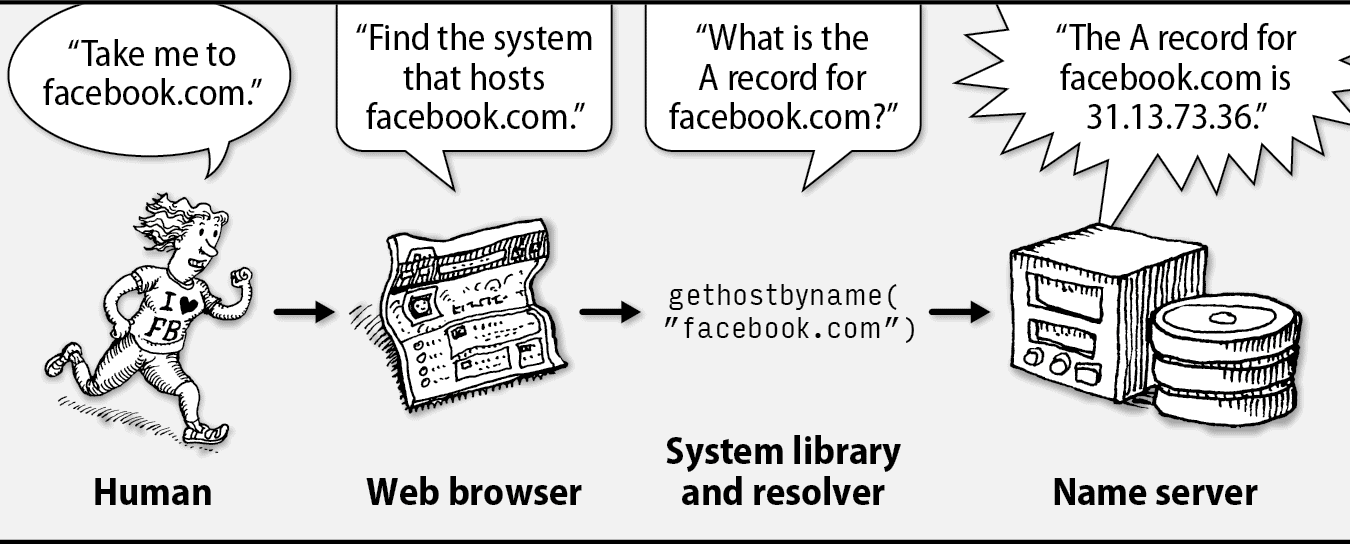 “Take me to
facebook.com.”
“Find the system
that hosts
facebook.com.”
“What is the
A record for
facebook.com?”
“The A record for
facebook.com is
31.13.73.36.”
I ♥
FB
gethostbyname(
"facebook.com")
Human
Web browser
System library
and resolver
Name server